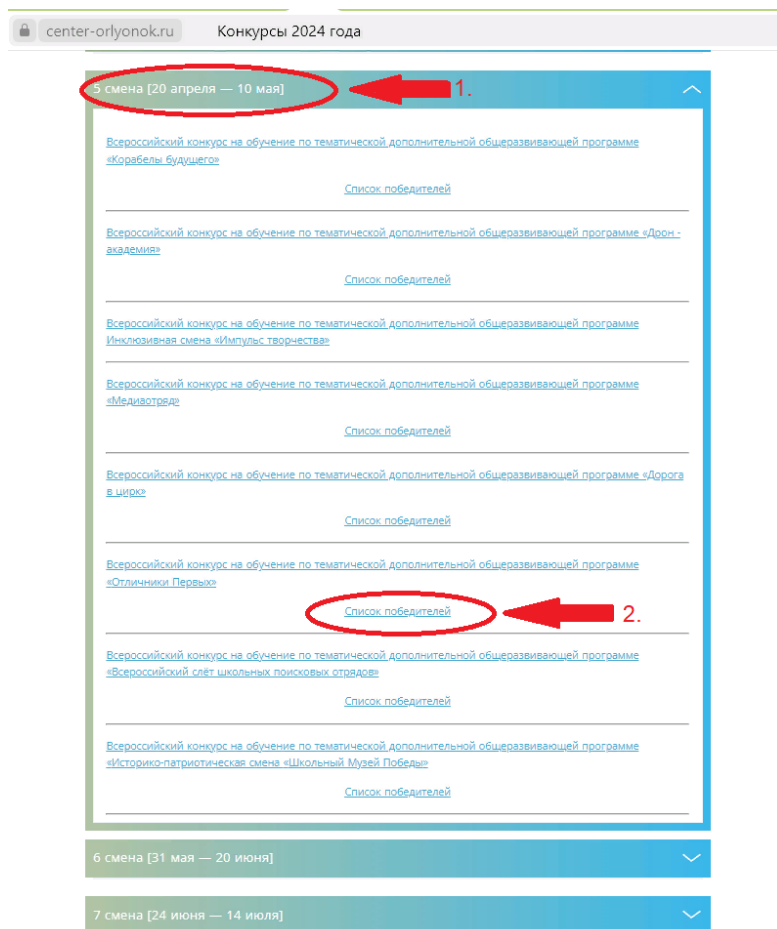 center-orlyonok.ru Конкурсы 2024 года
5 смена [20 апреля — 10 мая] 1.
Всероссийский конкурс на обучение по тематической дополнительной общеразвивающей программе
«Корабелы будущего»
Список победителей
Всероссийский конкурс на обучение по тематической дополнительной общеразвивающей программе «Дрон -
академия»
Список победителей
Всероссийский конкурс на обучение по тематической дополнительной общеразвивающей программе
Инклюзивная смена «Импульс творчества»
Всероссийский конкурс на обучение по тематической дополнительной общеразвивающей программе
«Медиаотряд»
Список победителей
Всероссийский конкурс на обучение по тематической дополнительной общеразвивающей программе «Дорога
в цирк»
Список победителей
Всероссийский конкурс на обучение по тематической дополнительной общеразвивающей программе
«Отличники Первых»
Список победителей 2.
Всероссийский конкурс на обучение по тематической дополнительной общеразвивающей программе
«Всероссийский слёт школьных поисковых отрядов»
Список победителей
Всероссийский конкурс на обучение по тематической дополнительной общеразвивающей программе
«Историко-патриотическая смена «Школьный Музей Победы»
Список победителей
6 смена [31 мая — 20 июня]
7 смена [24 июня — 14 июля]